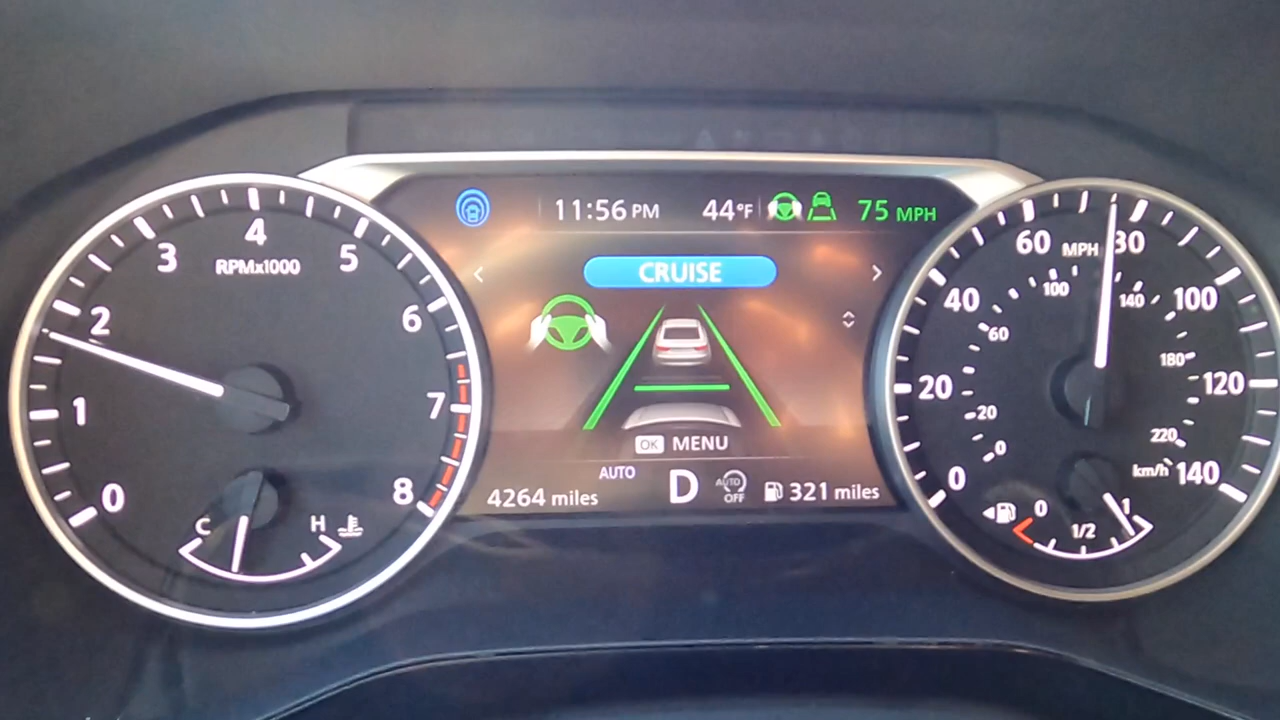 11:56 PM 44°F 75 MPH
CRUISE
OK MENU
AUTO
4264 miles D AUTO OFF 321 miles
0 1 2 3 4 5 6 7 8
RPMx1000
C H
0 20 40 60 80 100 120 140
MPH
0 20 60 100 140 180 220
km/h
0 1/2 1